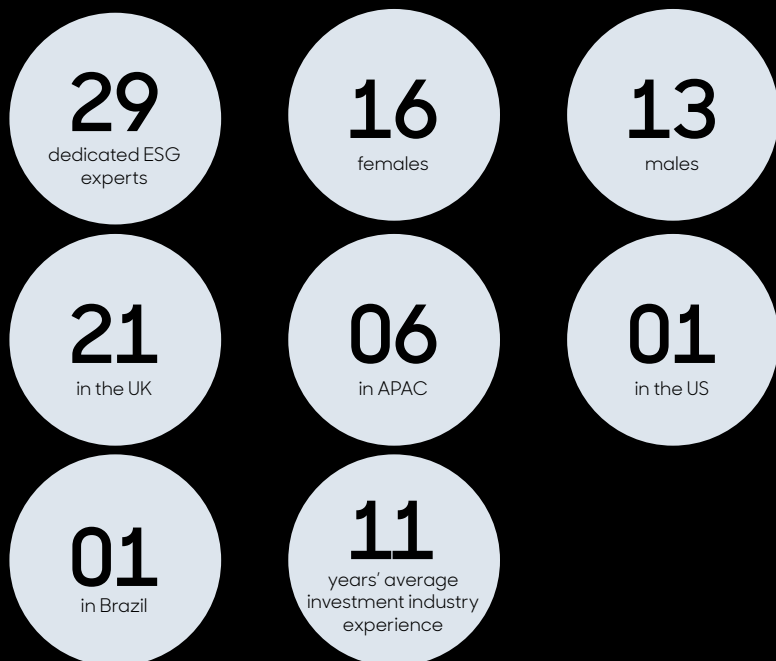 29
dedicated ESG
experts
16
females
13
males
21
in the UK
06
in APAC
01
in the US
01
in Brazil
11
years’ average
investment industry
experience